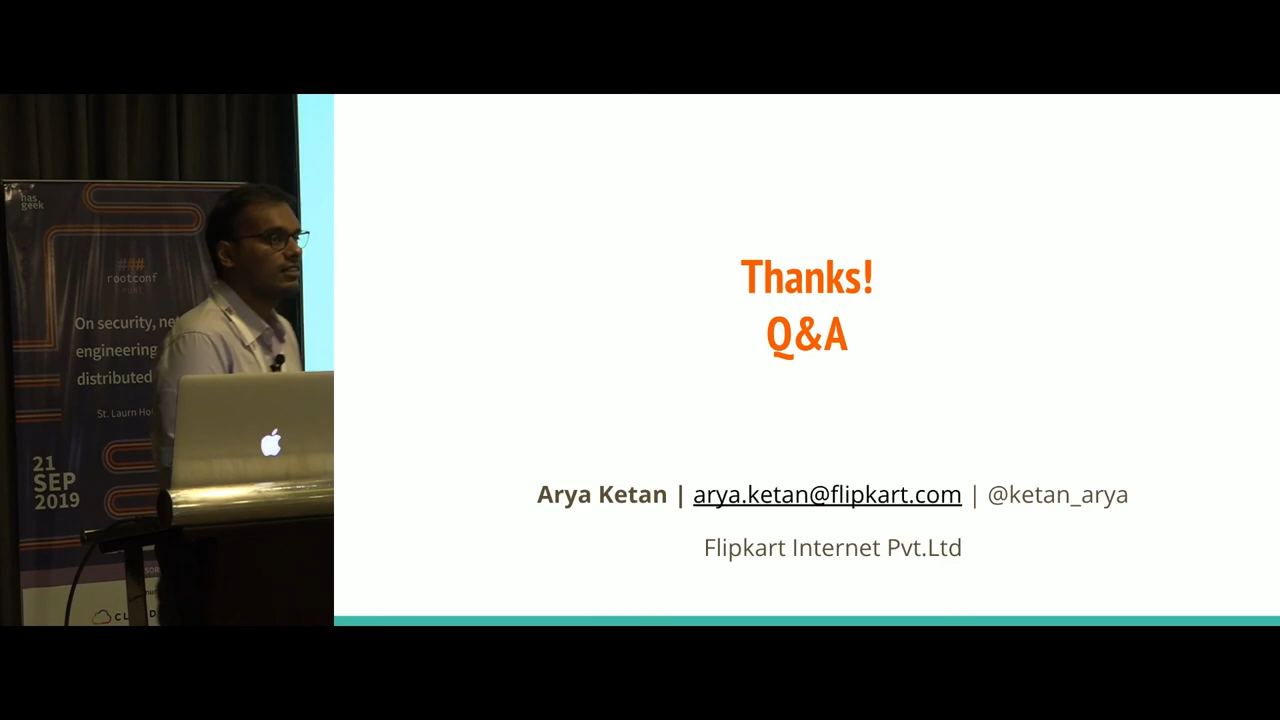 has
geek
rootconf
On security, net
engineering
distributed
St. Laurn Ho
21
SEP
2019
Thanks!
Q&A
Arya Ketan | arya.ketan@flipkart.com | @ketan_arya
Flipkart Internet Pvt.Ltd